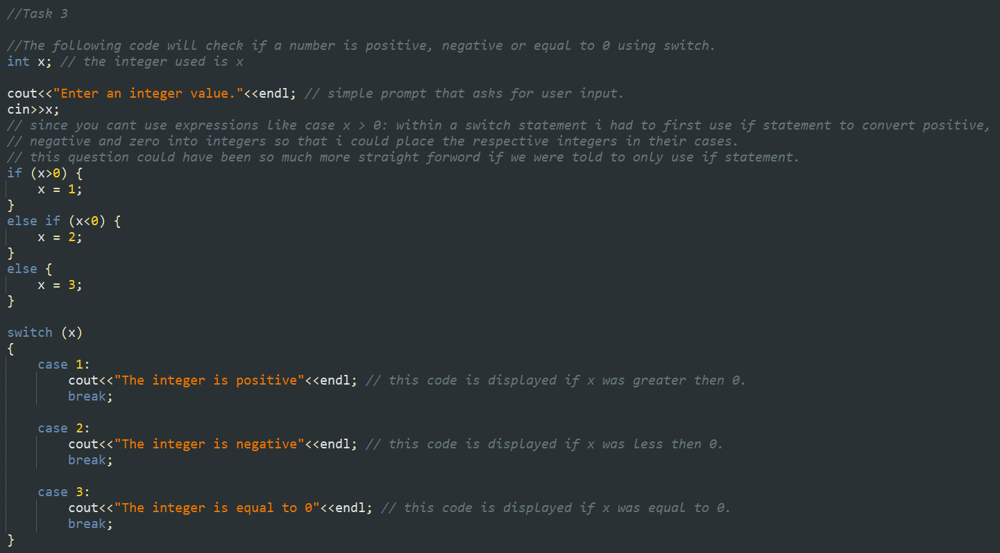 //Task 3
//The following code will check if a number is positive, negative or equal to 0 using switch.
int x; // the integer used is x
cout<<"Enter an integer value."<<endl; // simple prompt that asks for user input.
cin>>x;
// since you cant use expressions like case x > 0: within a switch statement i had to first use if statement to convert positive,
// negative and zero into integers so that i could place the respective integers in their cases.
// this question could have been so much more straight forword if we were told to only use if statement.
if (x>0) {
    x = 1;
}
else if (x<0) {
    x = 2;
}
else {
    x = 3;
}
switch (x)
{
    case 1:
        cout<<"The integer is positive"<<endl; // this code is displayed if x was greater then 0.
        break;
    case 2:
        cout<<"The integer is negative"<<endl; // this code is displayed if x was less then 0.
        break;
    case 3:
        cout<<"The integer is equal to 0"<<endl; // this code is displayed if x was equal to 0.
        break;
}